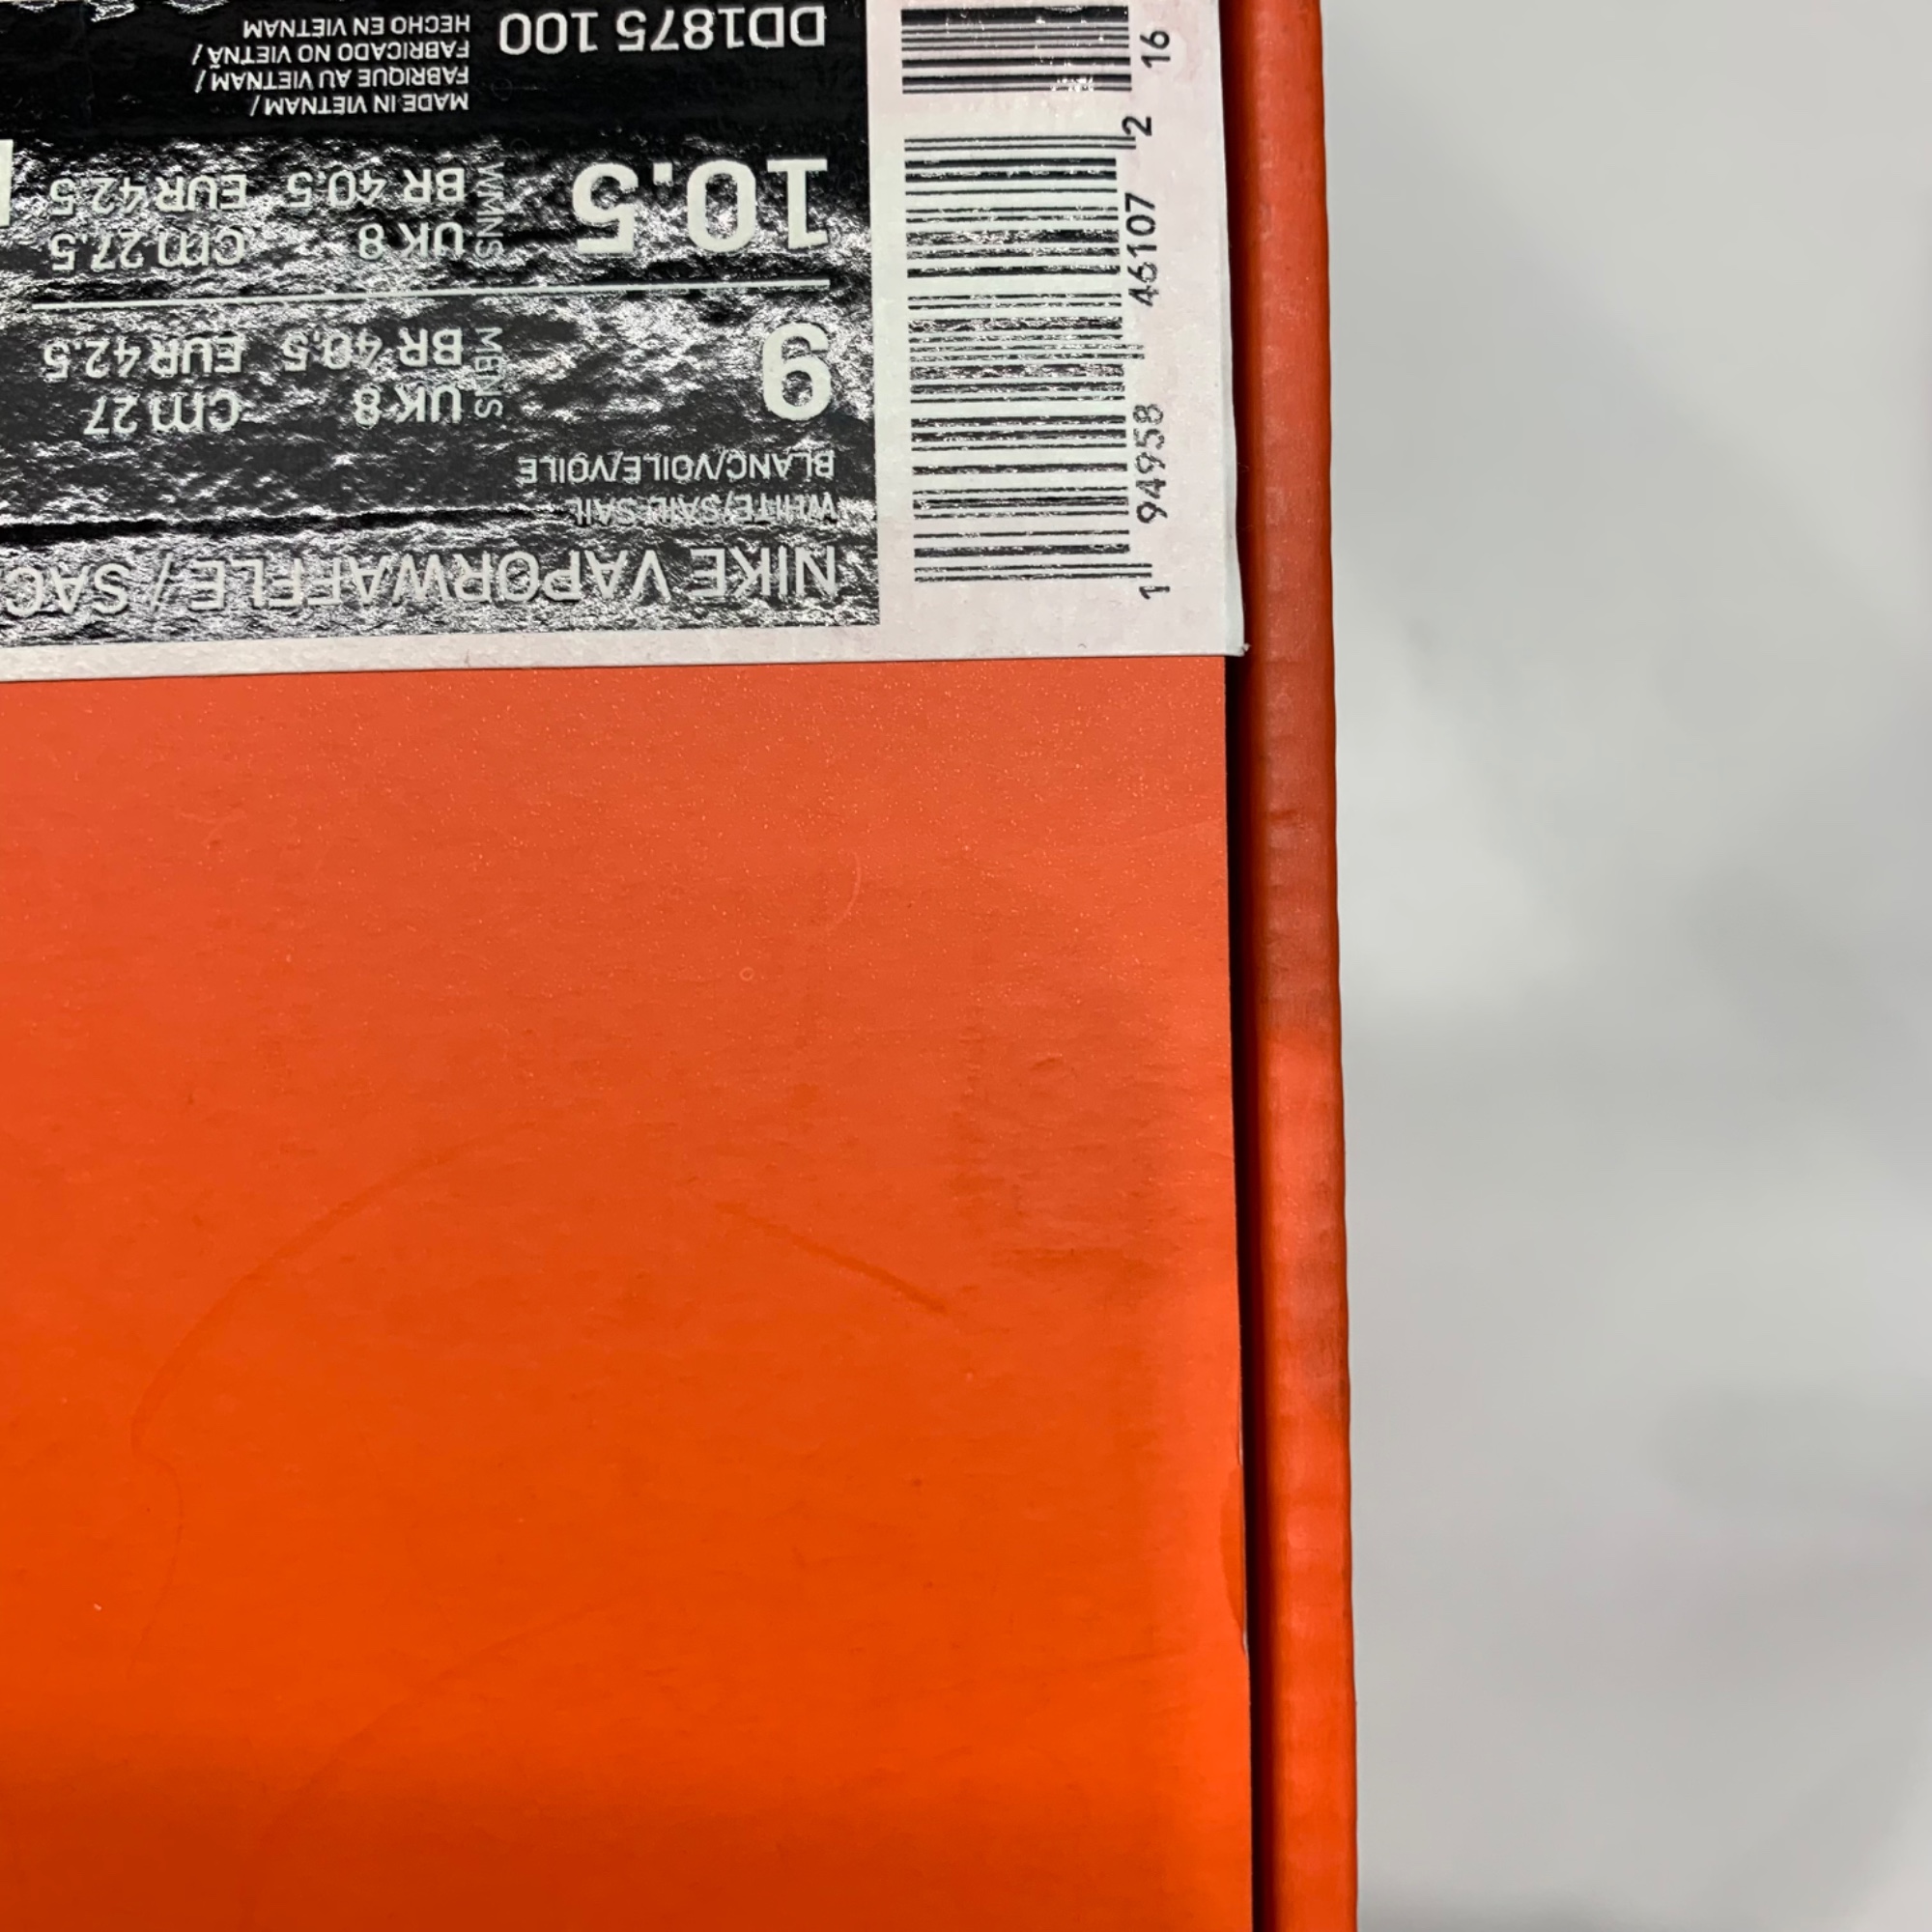 NIKE VAPORWAFFLE / SAC
WHITE/SAIL-SAIL
BLANC/VOILE/VOILE
9 MENS UK 8 cm 27
BR 40.5 EUR 42.5
10.5 WMNS UK 8 cm 27.5
BR 40.5 EUR 42.5
MADE IN VIETNAM /
FABRIQUE AU VIETNAM /
FABRICADO NO VIETNÃ /
HECHO EN VIETNAM
DD1875 100
1 94958 46107 2 16